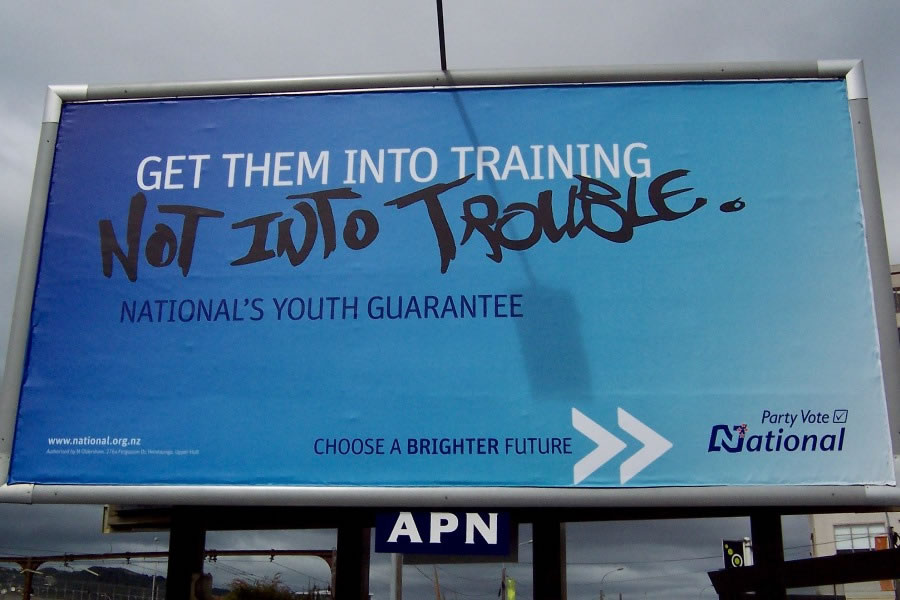 GET THEM INTO TRAINING
NOT INTO TROUBLE.
NATIONAL'S YOUTH GUARANTEE
www.national.org.nz
CHOOSE A BRIGHTER FUTURE
Party Vote
National
APN